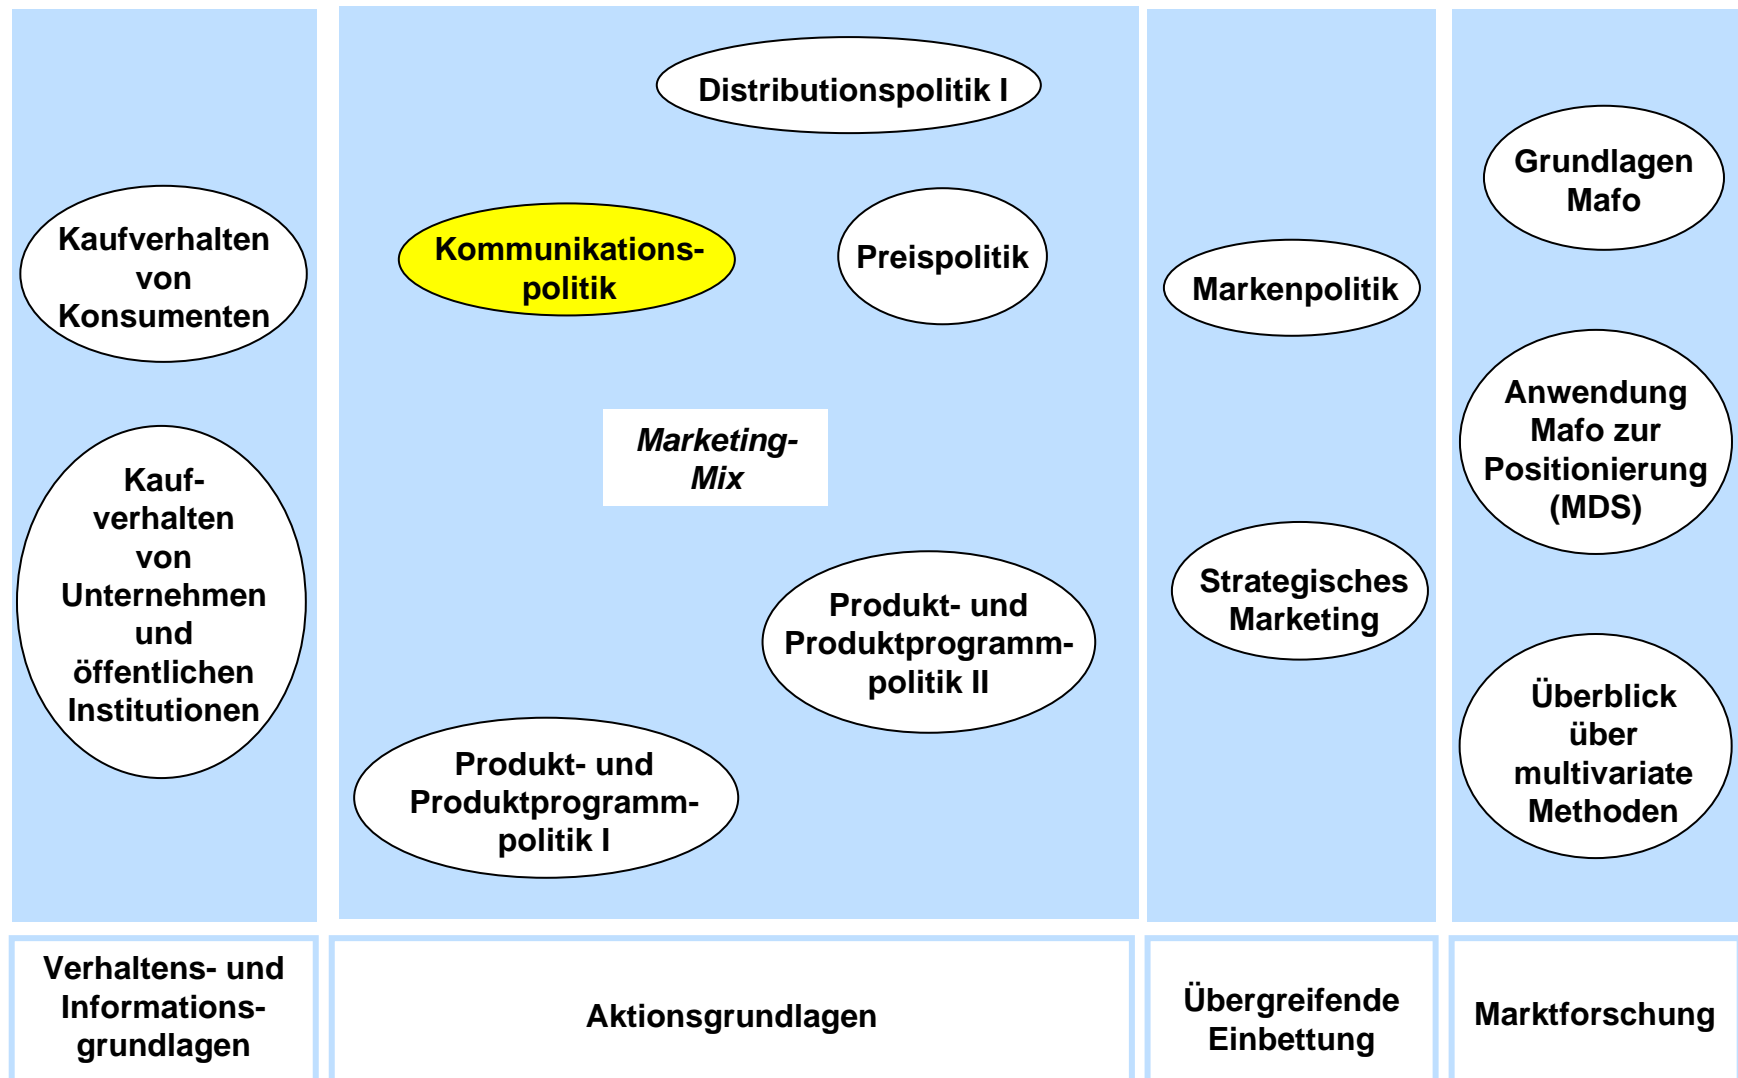 Kaufverhalten
von
Konsumenten
Kauf-
verhalten
von
Unternehmen
und
öffentlichen
Institutionen
Verhaltens- und
Informations-
grundlagen
Distributionspolitik I
Kommunikations-
politik
Preispolitik
Marketing-
Mix
Produkt- und
Produktprogramm-
politik II
Produkt- und
Produktprogramm-
politik I
Aktionsgrundlagen
Markenpolitik
Strategisches
Marketing
Übergreifende
Einbettung
Grundlagen
Mafo
Anwendung
Mafo zur
Positionierung
(MDS)
Überblick
über
multivariate
Methoden
Marktforschung